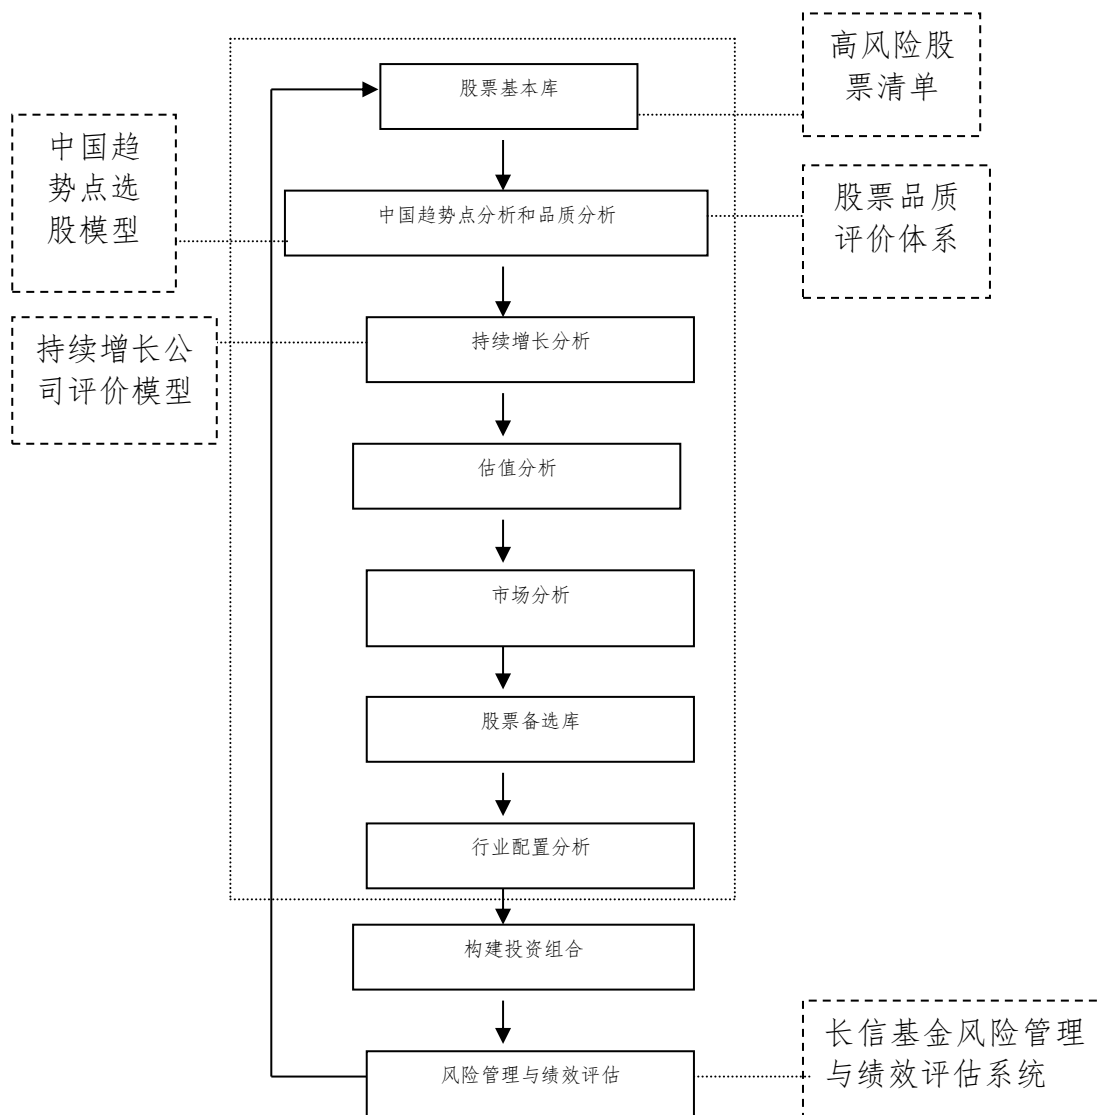 高风险股
票清单
股票基本库
中国趋
势点选
股模型
股票品质
评价体系
中国趋势点分析和品质分析
持续增长公
司评价模型
持续增长分析
估值分析
市场分析
股票备选库
行业配置分析
构建投资组合
长信基金风险管理
与绩效评估系统
风险管理与绩效评估